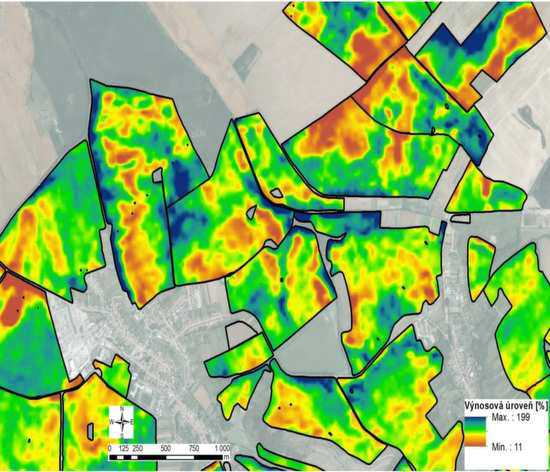 N
W E
S
0 125 250 500 750 1 000
m
Výnosová úroveň [%]
Max. : 199
Min. : 11